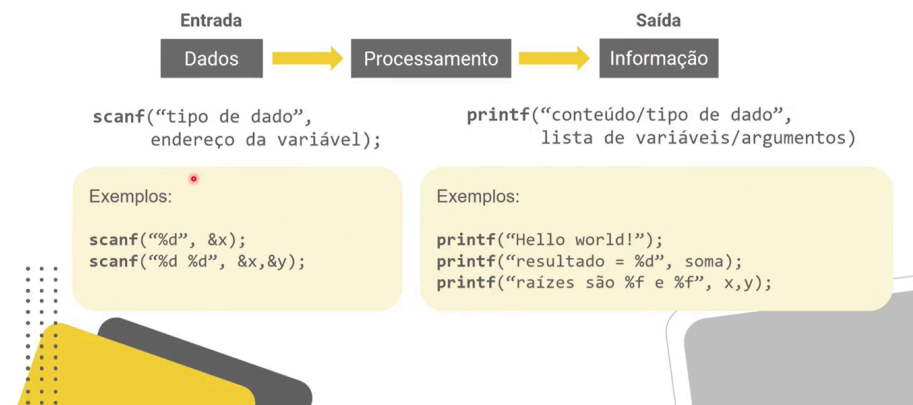 Entrada
Saída
Dados
Processamento
Informação
scanf(“tipo de dado”,
endereço da variável);
printf(“conteúdo/tipo de dado”,
lista de variáveis/argumentos)
Exemplos:
scanf(“%d”, &x);
scanf(“%d %d”, &x,&y);
Exemplos:
printf(“Hello world!”);
printf(“resultado = %d”, soma);
printf(“raízes são %f e %f”, x,y);